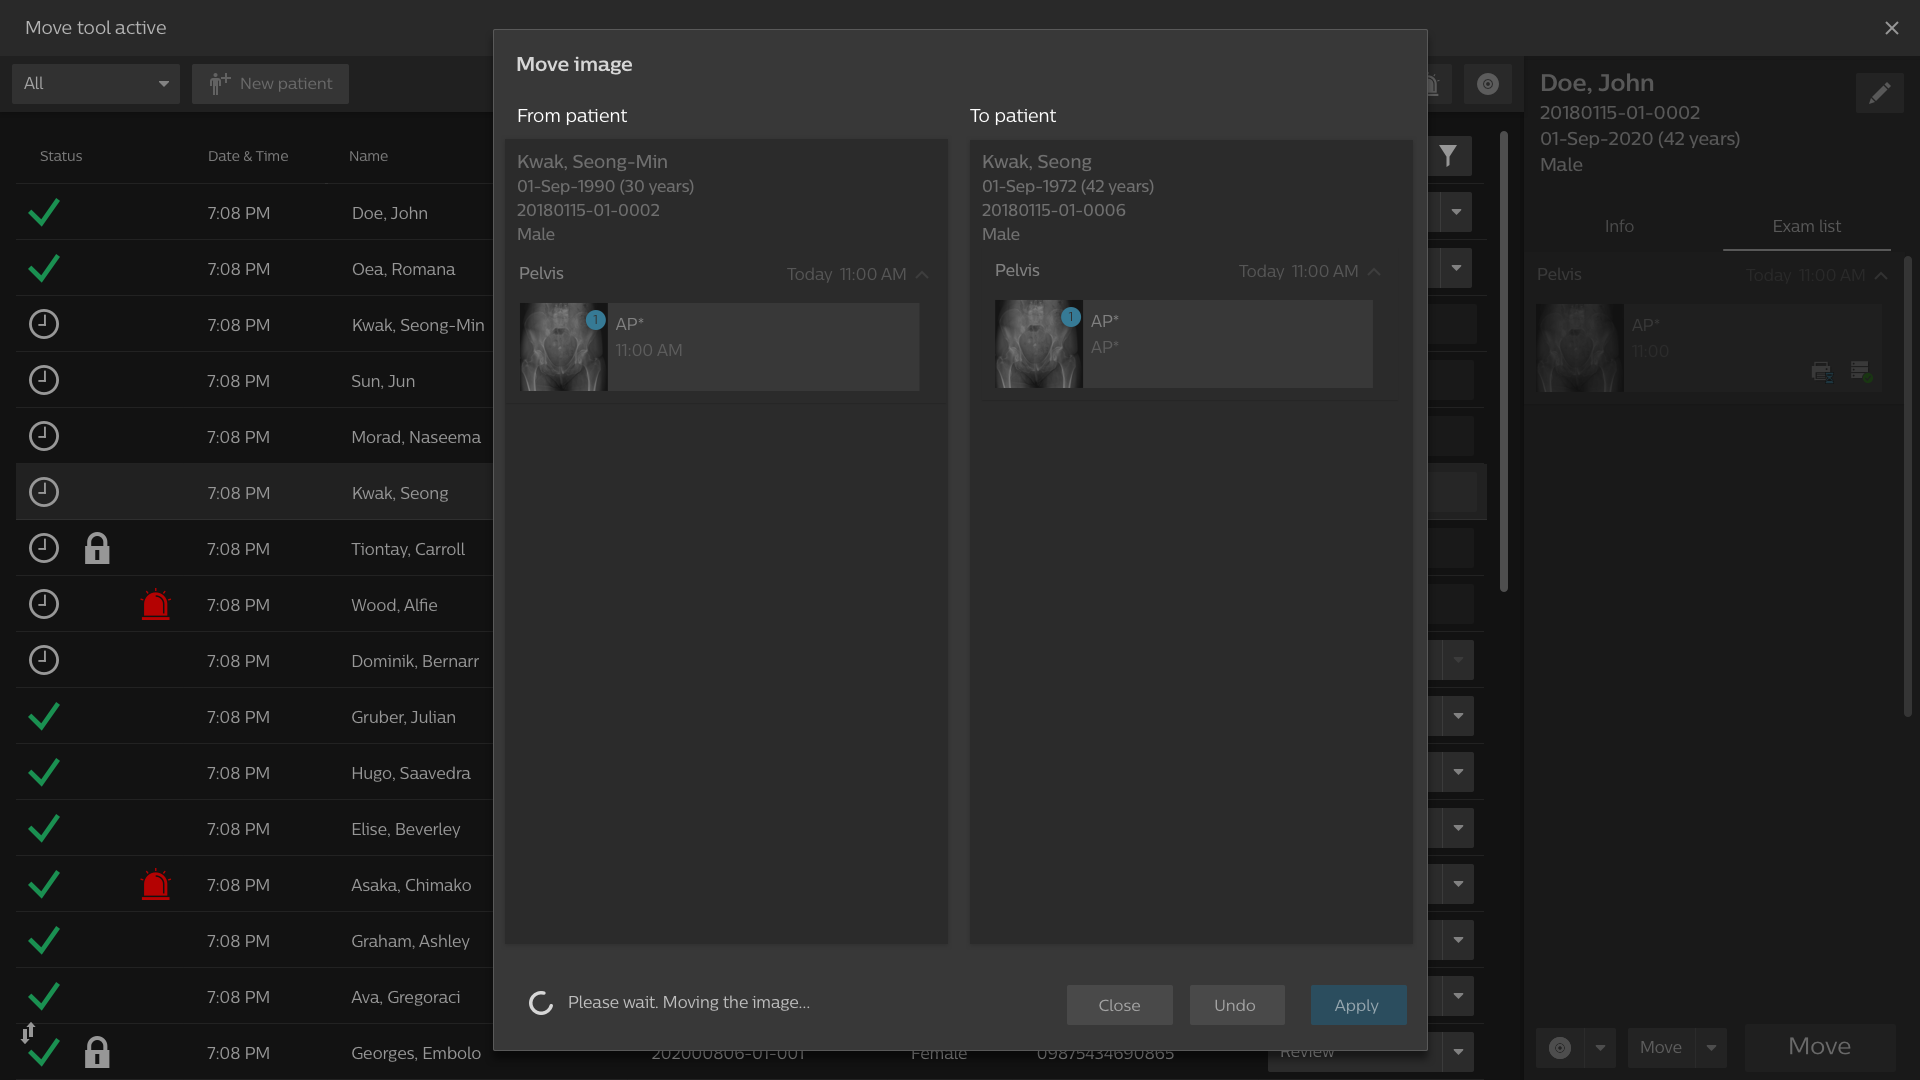 Move tool active
All
New patient
Status
Date & Time
Name
7:08 PM
Doe, John
7:08 PM
Oea, Romana
7:08 PM
Kwak, Seong-Min
7:08 PM
Sun, Jun
7:08 PM
Morad, Naseema
7:08 PM
Kwak, Seong
7:08 PM
Tiontay, Carroll
7:08 PM
Wood, Alfie
7:08 PM
Dominik, Bernarr
7:08 PM
Gruber, Julian
7:08 PM
Hugo, Saavedra
7:08 PM
Elise, Beverley
7:08 PM
Asaka, Chimako
7:08 PM
Graham, Ashley
7:08 PM
Ava, Gregoraci
7:08 PM
Georges, Embolo
202000806-01-001
Female
09875434690865
Review
Move image
From patient
Kwak, Seong-Min
01-Sep-1990 (30 years)
20180115-01-0002
Male
Pelvis
Today 11:00 AM
1
AP*
11:00 AM
To patient
Kwak, Seong
01-Sep-1972 (42 years)
20180115-01-0006
Male
Pelvis
Today 11:00 AM
1
AP*
AP*
Please wait. Moving the image...
Close
Undo
Apply
Doe, John
20180115-01-0002
01-Sep-2020 (42 years)
Male
Info
Exam list
Pelvis
Today 11:00 AM
AP*
11:00
Move
Move